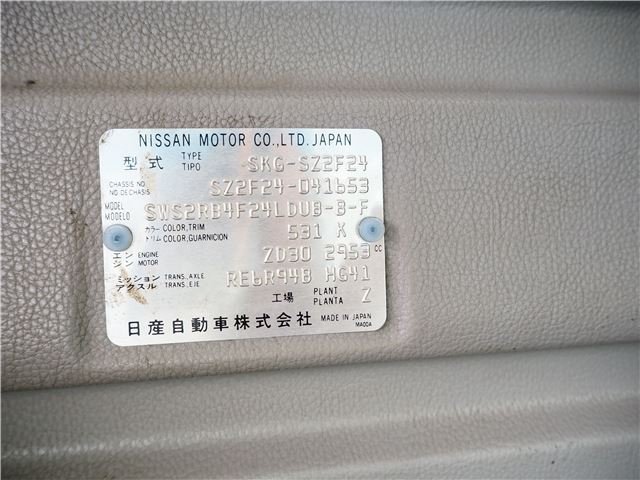 NISSAN MOTOR CO.,LTD. JAPAN
型式 TYPE TIPO SKG-SZ2F24
CHASSIS NO. NO.DE CHASIS SZ2F24-041653
MODEL MODELO SWS2RB4F24LDUB-B-F
カラー トリム COLOR,TRIM COLOR,GUARNICION 531 K
エンジン ENGINE MOTOR ZD30 2953 cc
ミッション アクスル TRANS.,AXLE TRANS.,EJE RE6R94B HG41
工場 PLANT PLANTA Z
日産自動車株式会社 MADE IN JAPAN
MA00A